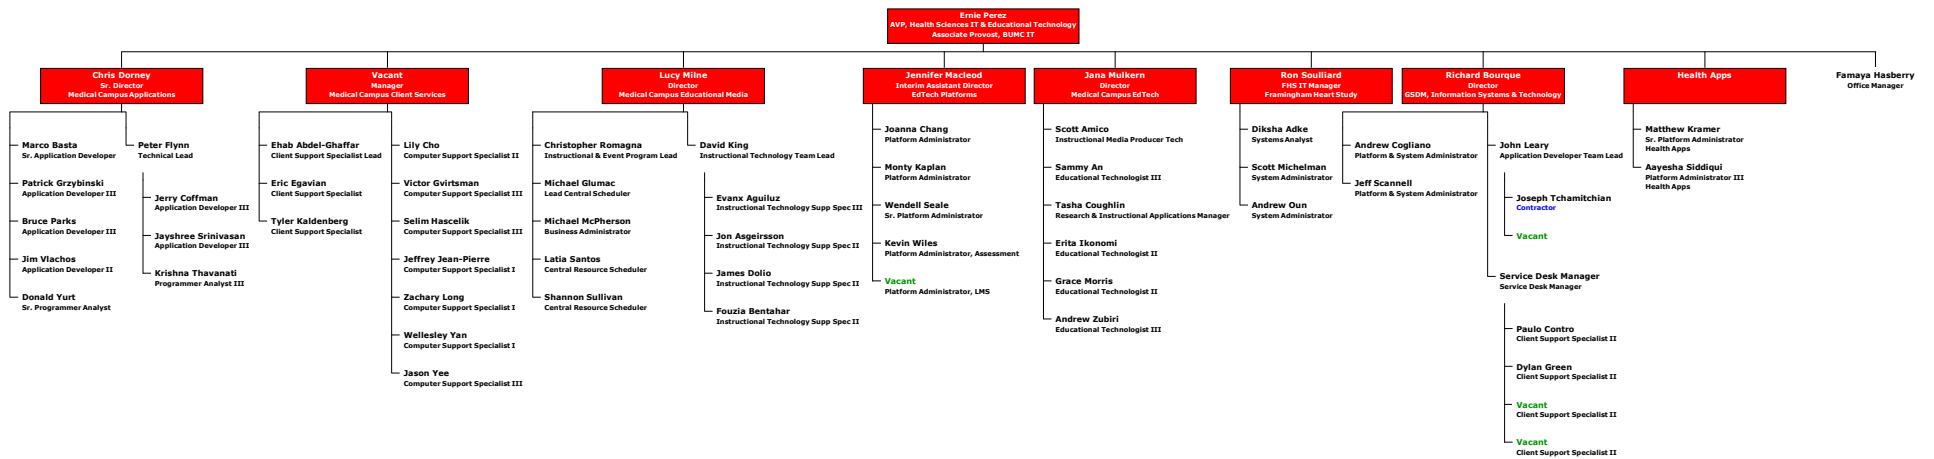 Ernie Perez
AVP, Health Sciences IT & Educational Technology
Associate Provost, BUMC IT
Chris Dorney
Sr. Director
Medical Campus Applications
Marco Basta
Sr. Application Developer
Patrick Grzybinski
Application Developer III
Bruce Parks
Application Developer III
Jim Vlachos
Application Developer II
Donald Yurt
Sr. Programmer Analyst
Peter Flynn
Technical Lead
Jerry Coffman
Application Developer III
Jayshree Srinivasan
Application Developer III
Krishna Thavanati
Programmer Analyst III
Vacant
Manager
Medical Campus Client Services
Ehab Abdel-Ghaffar
Client Support Specialist Lead
Eric Egavian
Client Support Specialist
Tyler Kaldenberg
Client Support Specialist
Lily Cho
Computer Support Specialist II
Victor Gvirtsman
Computer Support Specialist III
Selim Hascelik
Computer Support Specialist III
Jeffrey Jean-Pierre
Computer Support Specialist I
Zachary Long
Computer Support Specialist I
Wellesley Yan
Computer Support Specialist I
Jason Yee
Computer Support Specialist III
Lucy Milne
Director
Medical Campus Educational Media
Christopher Romagna
Instructional & Event Program Lead
Michael Glumac
Lead Central Scheduler
Michael McPherson
Business Administrator
Latia Santos
Central Resource Scheduler
Shannon Sullivan
Central Resource Scheduler
David King
Instructional Technology Team Lead
Evanx Aguiluz
Instructional Technology Supp Spec III
Jon Asgeirsson
Instructional Technology Supp Spec II
James Dolio
Instructional Technology Supp Spec II
Fouzia Bentahar
Instructional Technology Supp Spec II
Jennifer Macleod
Interim Assistant Director
EdTech Platforms
Joanna Chang
Platform Administrator
Monty Kaplan
Platform Administrator
Wendell Seale
Sr. Platform Administrator
Kevin Wiles
Platform Administrator, Assessment
Vacant
Platform Administrator, LMS
Jana Mulkern
Director
Medical Campus EdTech
Scott Amico
Instructional Media Producer Tech
Sammy An
Educational Technologist III
Tasha Coughlin
Research & Instructional Applications Manager
Erita Ikonomi
Educational Technologist II
Grace Morris
Educational Technologist II
Andrew Zubiri
Educational Technologist III
Ron Soulliard
FHS IT Manager
Framingham Heart Study
Diksha Adke
Systems Analyst
Scott Michelman
System Administrator
Andrew Oun
System Administrator
Richard Bourque
Director
GSDM, Information Systems & Technology
Andrew Cogliano
Platform & System Administrator
Jeff Scannell
Platform & System Administrator
John Leary
Application Developer Team Lead
Joseph Tchamitchian
Contractor
Vacant
Service Desk Manager
Service Desk Manager
Paulo Contro
Client Support Specialist II
Dylan Green
Client Support Specialist II
Vacant
Client Support Specialist II
Vacant
Client Support Specialist II
Health Apps
Matthew Kramer
Sr. Platform Administrator
Health Apps
Aayesha Siddiqui
Platform Administrator III
Health Apps
Famaya Hasberry
Office Manager